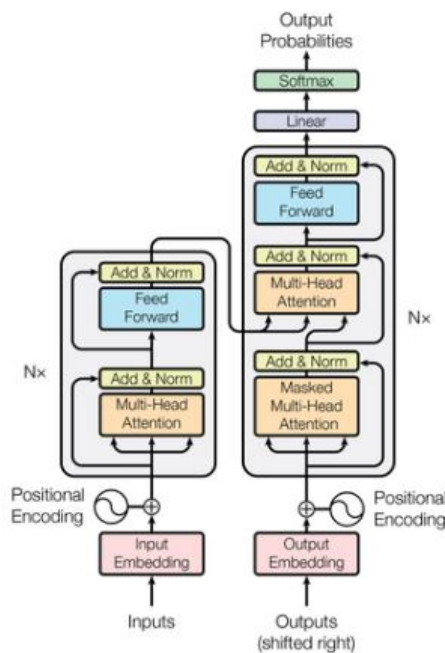 Output
Probabilities
Softmax
Linear
Add & Norm
Feed
Forward
Add & Norm
Multi-Head
Attention
Nx
Add & Norm
Masked
Multi-Head
Attention
Positional
Encoding
Output
Embedding
Outputs
(shifted right)
Add & Norm
Feed
Forward
Nx
Add & Norm
Multi-Head
Attention
Positional
Encoding
Input
Embedding
Inputs